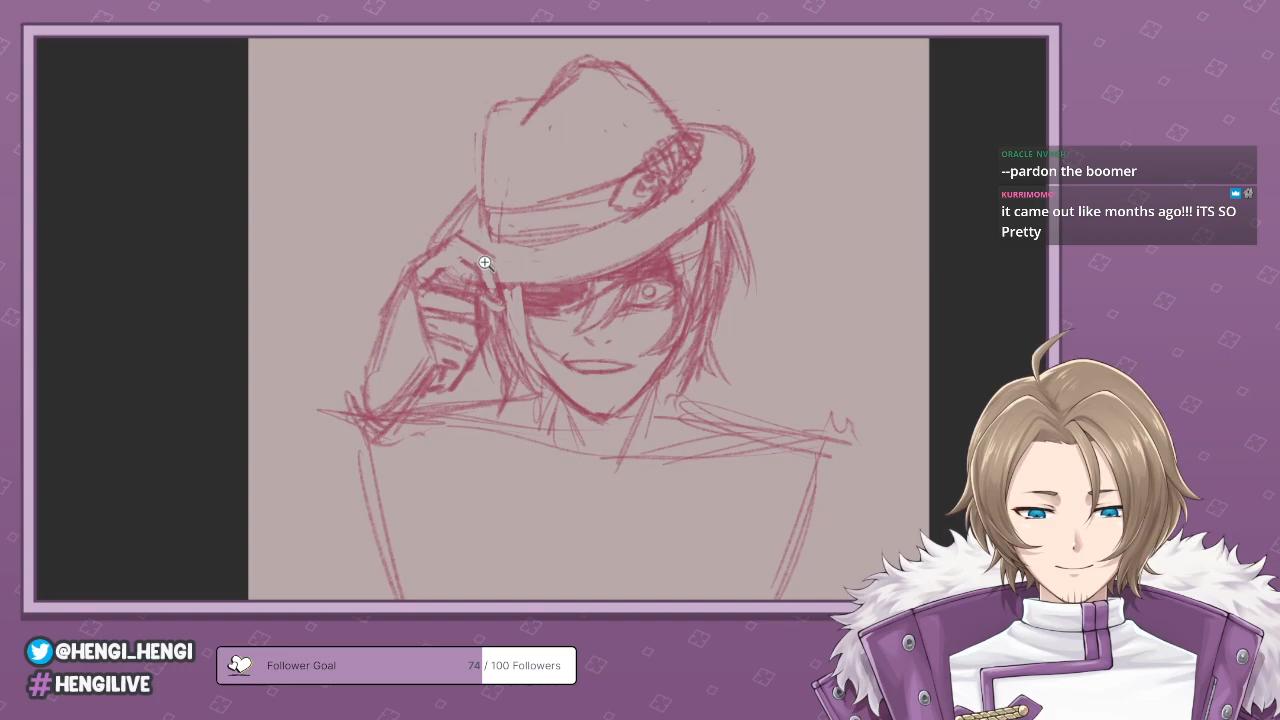 ORACLE
--pardon the boomer
KURRIMOMO
it came out like months ago!!! iTS SO
Pretty
@HENGI_HENGI
Follower Goal
74 / 100 Followers
# HENGILIVE